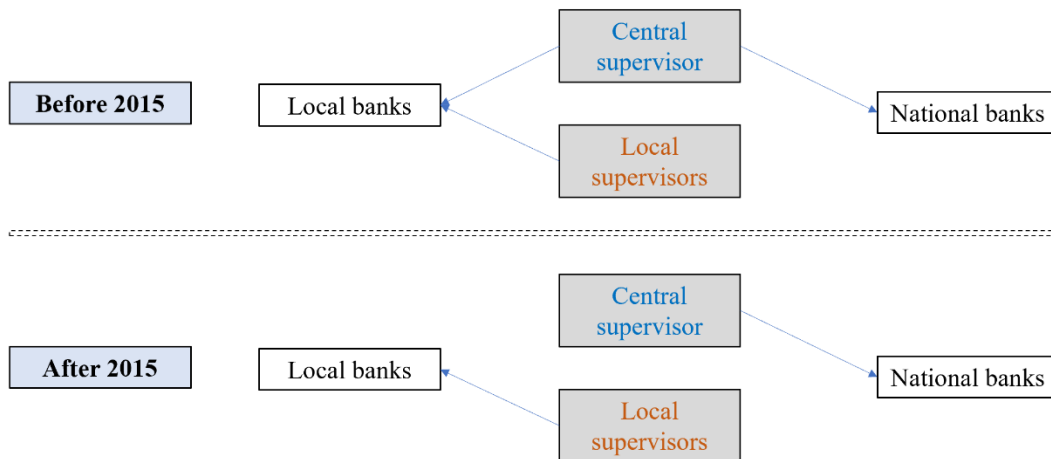 Central
supervisor
Before 2015
Local banks
National banks
Local
supervisors
Central
supervisor
After 2015
Local banks
National banks
Local
supervisors